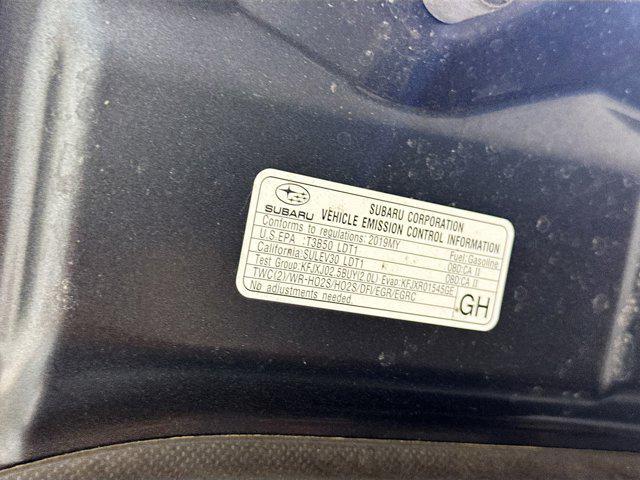 SUBARU
SUBARU CORPORATION
VEHICLE EMISSION CONTROL INFORMATION
Conforms to regulations: 2019MY Fuel: Gasoline
U.S.EPA : T3B50 LDT1 OBD:CA II
California: SULEV30 LDT1 OBD:CA II
Test Group: KFJXJ02.5BUY(2.0L) Evap: KFJXR0154SGE
TWC(2)/WR-HO2S/HO2S/DFI/EGR/EGRC
No adjustments needed.
GH